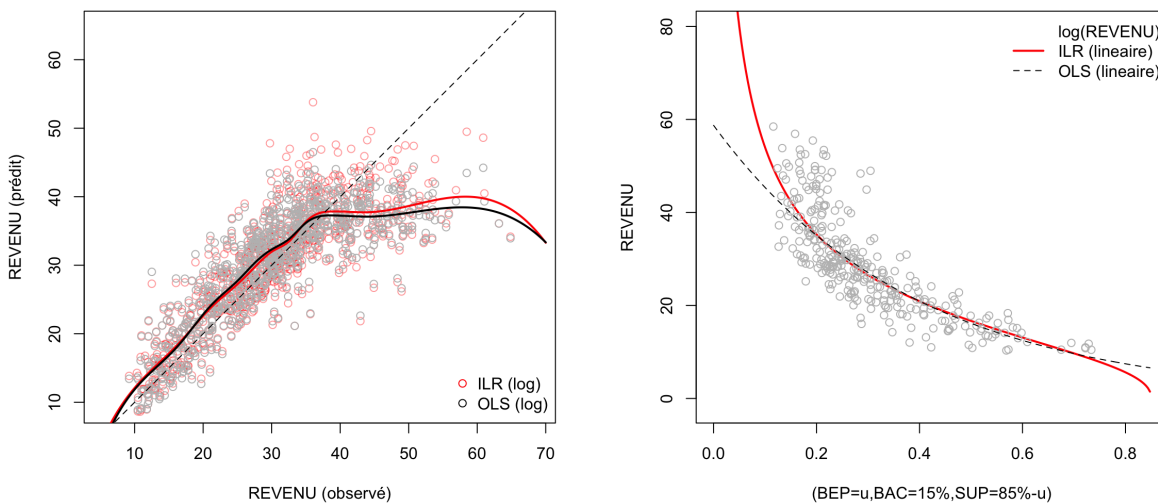 REVENU (prédit)
60
50
40
30
20
10
ILR (log)
OLS (log)
10 20 30 40 50 60 70
REVENU (observé)
REVENU
80
60
40
20
0
log(REVENU)
ILR (lineaire)
OLS (lineaire)
0.0 0.2 0.4 0.6 0.8
(BEP=u,BAC=15%,SUP=85%-u)